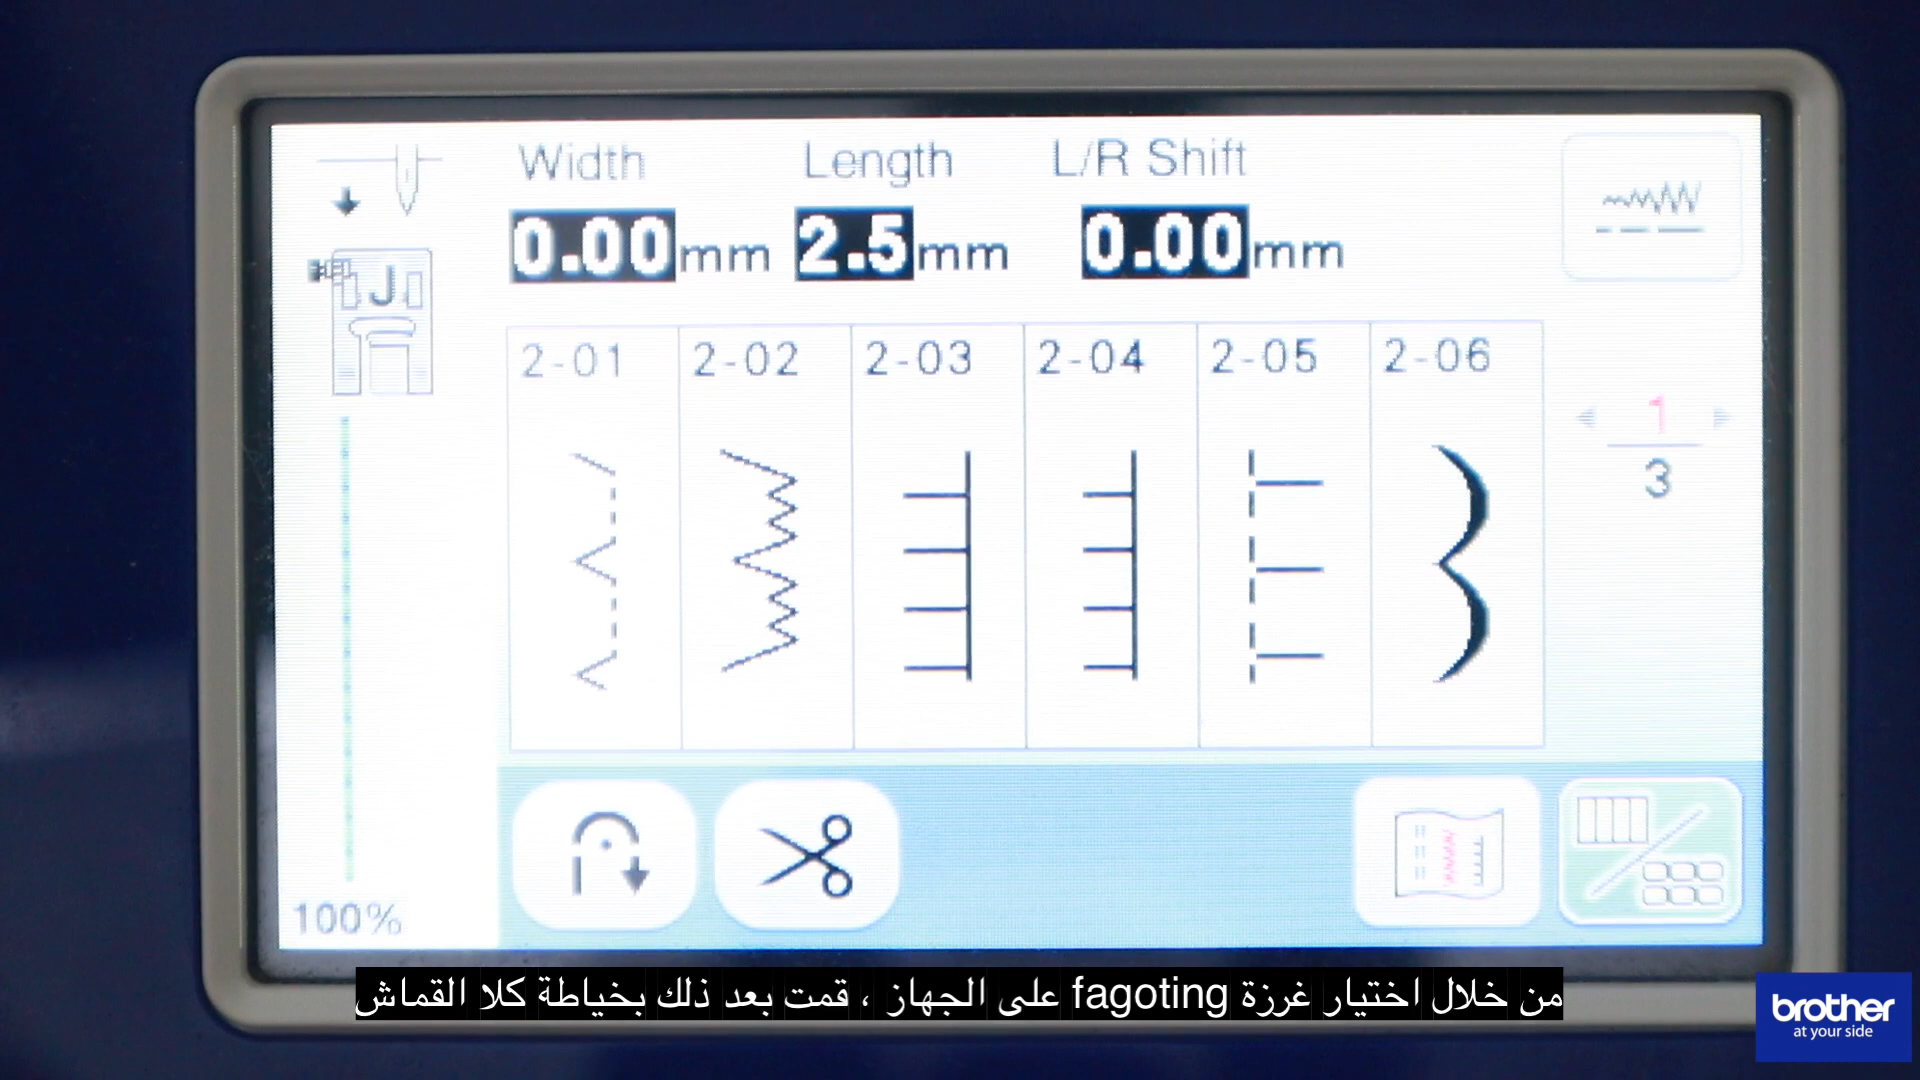 Width Length L/R Shift
0.00mm 2.5mm 0.00mm
J
2-01 2-02 2-03 2-04 2-05 2-06
1
3
100%
من خلال اختيار غرزة fagoting على الجهاز ، قمت بعد ذلك بخياطة كلا القماش
brother
at your side